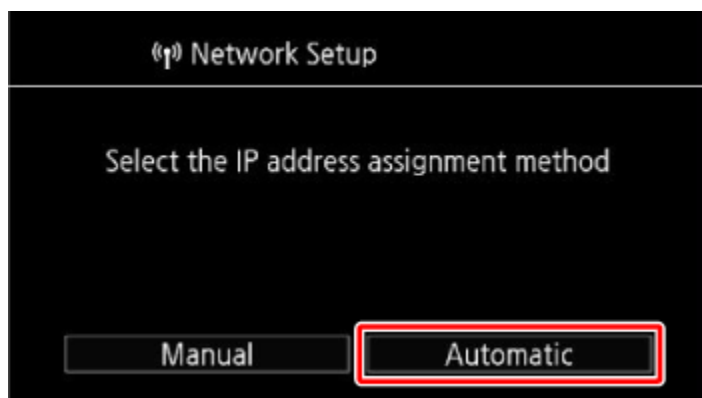 Network Setup
Select the IP address assignment method
Manual
Automatic